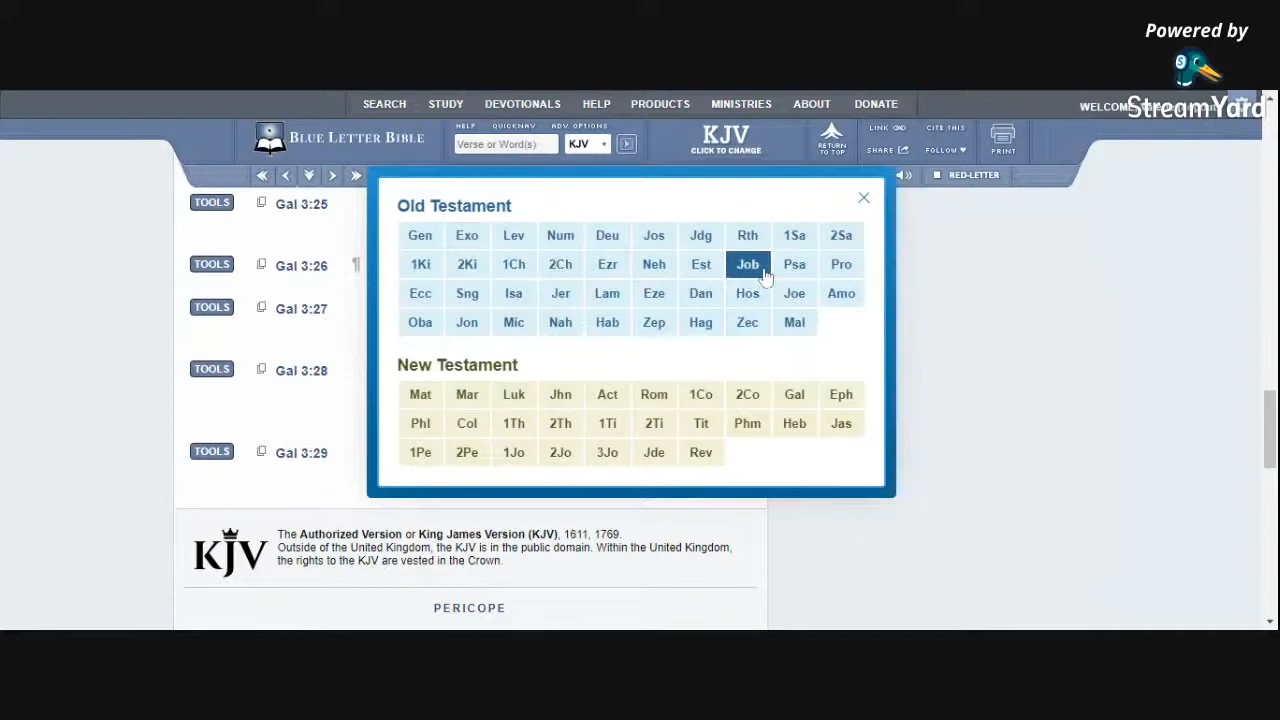 Powered by
StreamYard
SEARCH STUDY DEVOTIONALS HELP PRODUCTS MINISTRIES ABOUT DONATE WELCOME
BLUE LETTER BIBLE
HELP QUICKNAV ADV. OPTIONS
Verse or Word(s) KJV
KJV
CLICK TO CHANGE
RETURN
TO TOP
LINK CITE THIS
SHARE FOLLOW
PRINT
RED-LETTER
TOOLS Gal 3:25
TOOLS Gal 3:26 ¶
TOOLS Gal 3:27
TOOLS Gal 3:28
TOOLS Gal 3:29
Old Testament
Gen Exo Lev Num Deu Jos Jdg Rth 1Sa 2Sa
1Ki 2Ki 1Ch 2Ch Ezr Neh Est Job Psa Pro
Ecc Sng Isa Jer Lam Eze Dan Hos Joe Amo
Oba Jon Mic Nah Hab Zep Hag Zec Mal
New Testament
Mat Mar Luk Jhn Act Rom 1Co 2Co Gal Eph
Phl Col 1Th 2Th 1Ti 2Ti Tit Phm Heb Jas
1Pe 2Pe 1Jo 2Jo 3Jo Jde Rev
KJV
The Authorized Version or King James Version (KJV), 1611, 1769.
Outside of the United Kingdom, the KJV is in the public domain. Within the United Kingdom,
the rights to the KJV are vested in the Crown.
PERICOPE